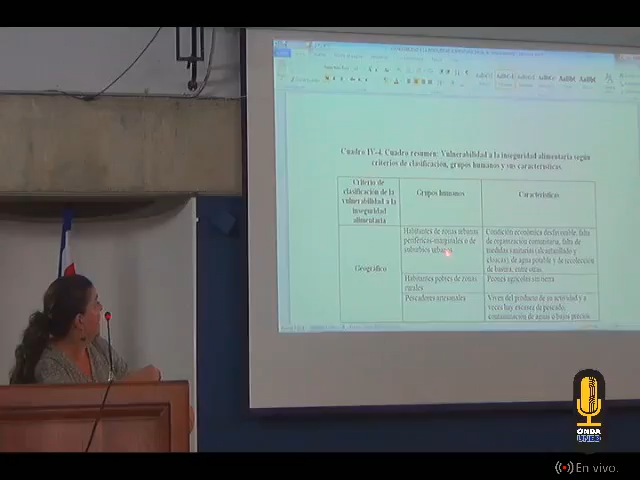 Cuadro IV-4. Cuadro resumen: Vulnerabilidad a la inseguridad alimentaria según
criterios de clasificación, grupos humanos y sus características.
Criterio de
clasificación de la
vulnerabilidad a la
inseguridad
alimentaria
Grupos humanos
Características
Geográfico
Habitantes de zonas urbanas
periféricos-marginales o de
suburbios urbanos
Condición económica desfavorable, falta
de organización comunitaria, falta de
medidas sanitarias (alcantarillado y
cloacas), de agua potable y de recolección
de basura, entre otras.
Habitantes pobres de zonas
rurales
Peones agrícolas sin tierra
Pescadores artesanales
Viven del producto de su actividad y a
veces hay escasez de pescado,
contaminación de aguas o bajos precios
ONDA
UNED
En vivo.